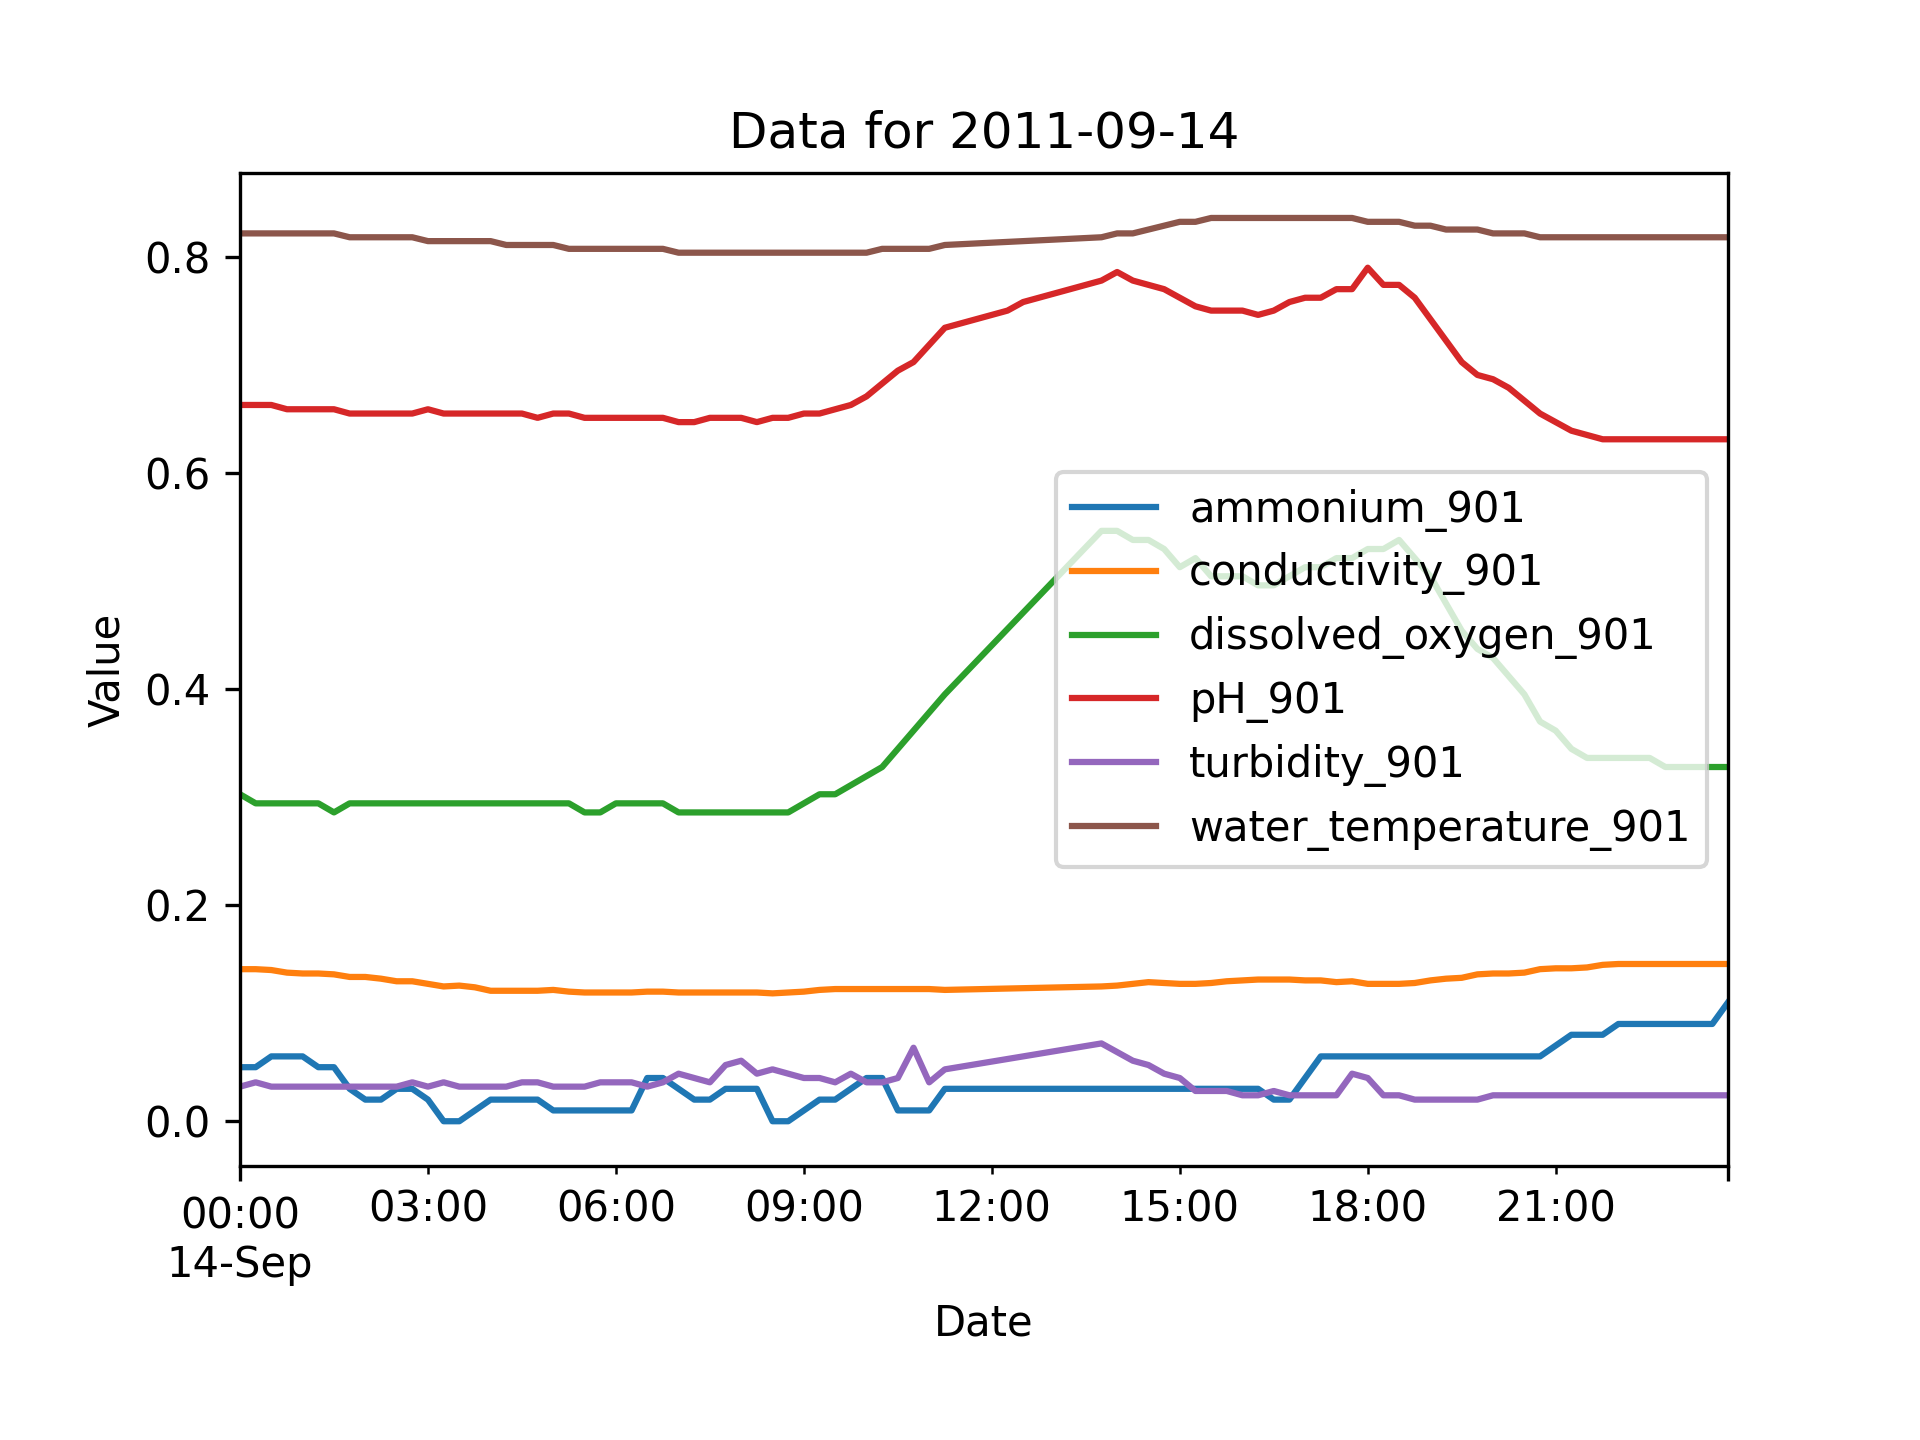 Data for 2011-09-14
Value
0.8
0.6
0.4
0.2
0.0
ammonium_901
conductivity_901
dissolved_oxygen_901
pH_901
turbidity_901
water_temperature_901
00:00 03:00 06:00 09:00 12:00 15:00 18:00 21:00
14-Sep
Date